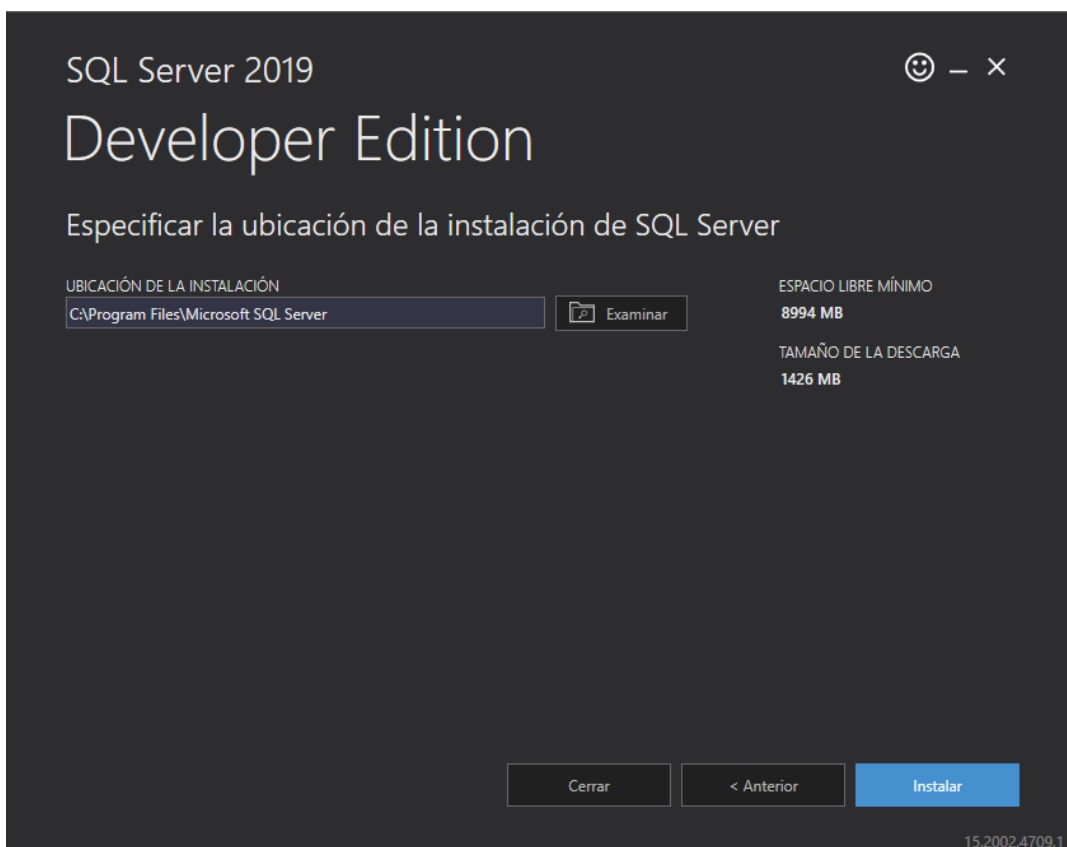 SQL Server 2019
Developer Edition
Especificar la ubicación de la instalación de SQL Server
UBICACIÓN DE LA INSTALACIÓN
C:\Program Files\Microsoft SQL Server
Examinar
ESPACIO LIBRE MÍNIMO
8994 MB
TAMAÑO DE LA DESCARGA
1426 MB
Cerrar
< Anterior
Instalar
15.2002.4709.1